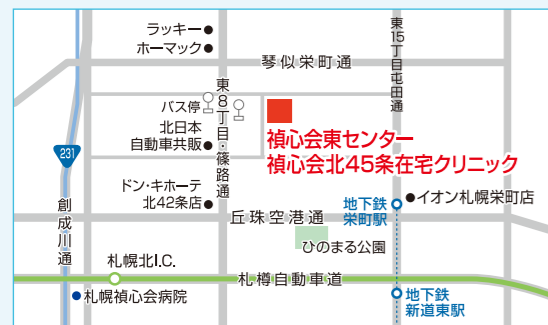 ラッキー
ホーマック
琴似栄町通
東15丁目屯田通
バス停
東8丁目・篠路通
北日本
自動車共販
禎心会東センター
禎心会北45条在宅クリニック
231
創成川通
ドン・キホーテ
北42条店
丘珠空港通
地下鉄
栄町駅
イオン札幌栄町店
ひのまる公園
札幌北I.C.
札樽自動車道
札幌禎心会病院
地下鉄
新道東駅